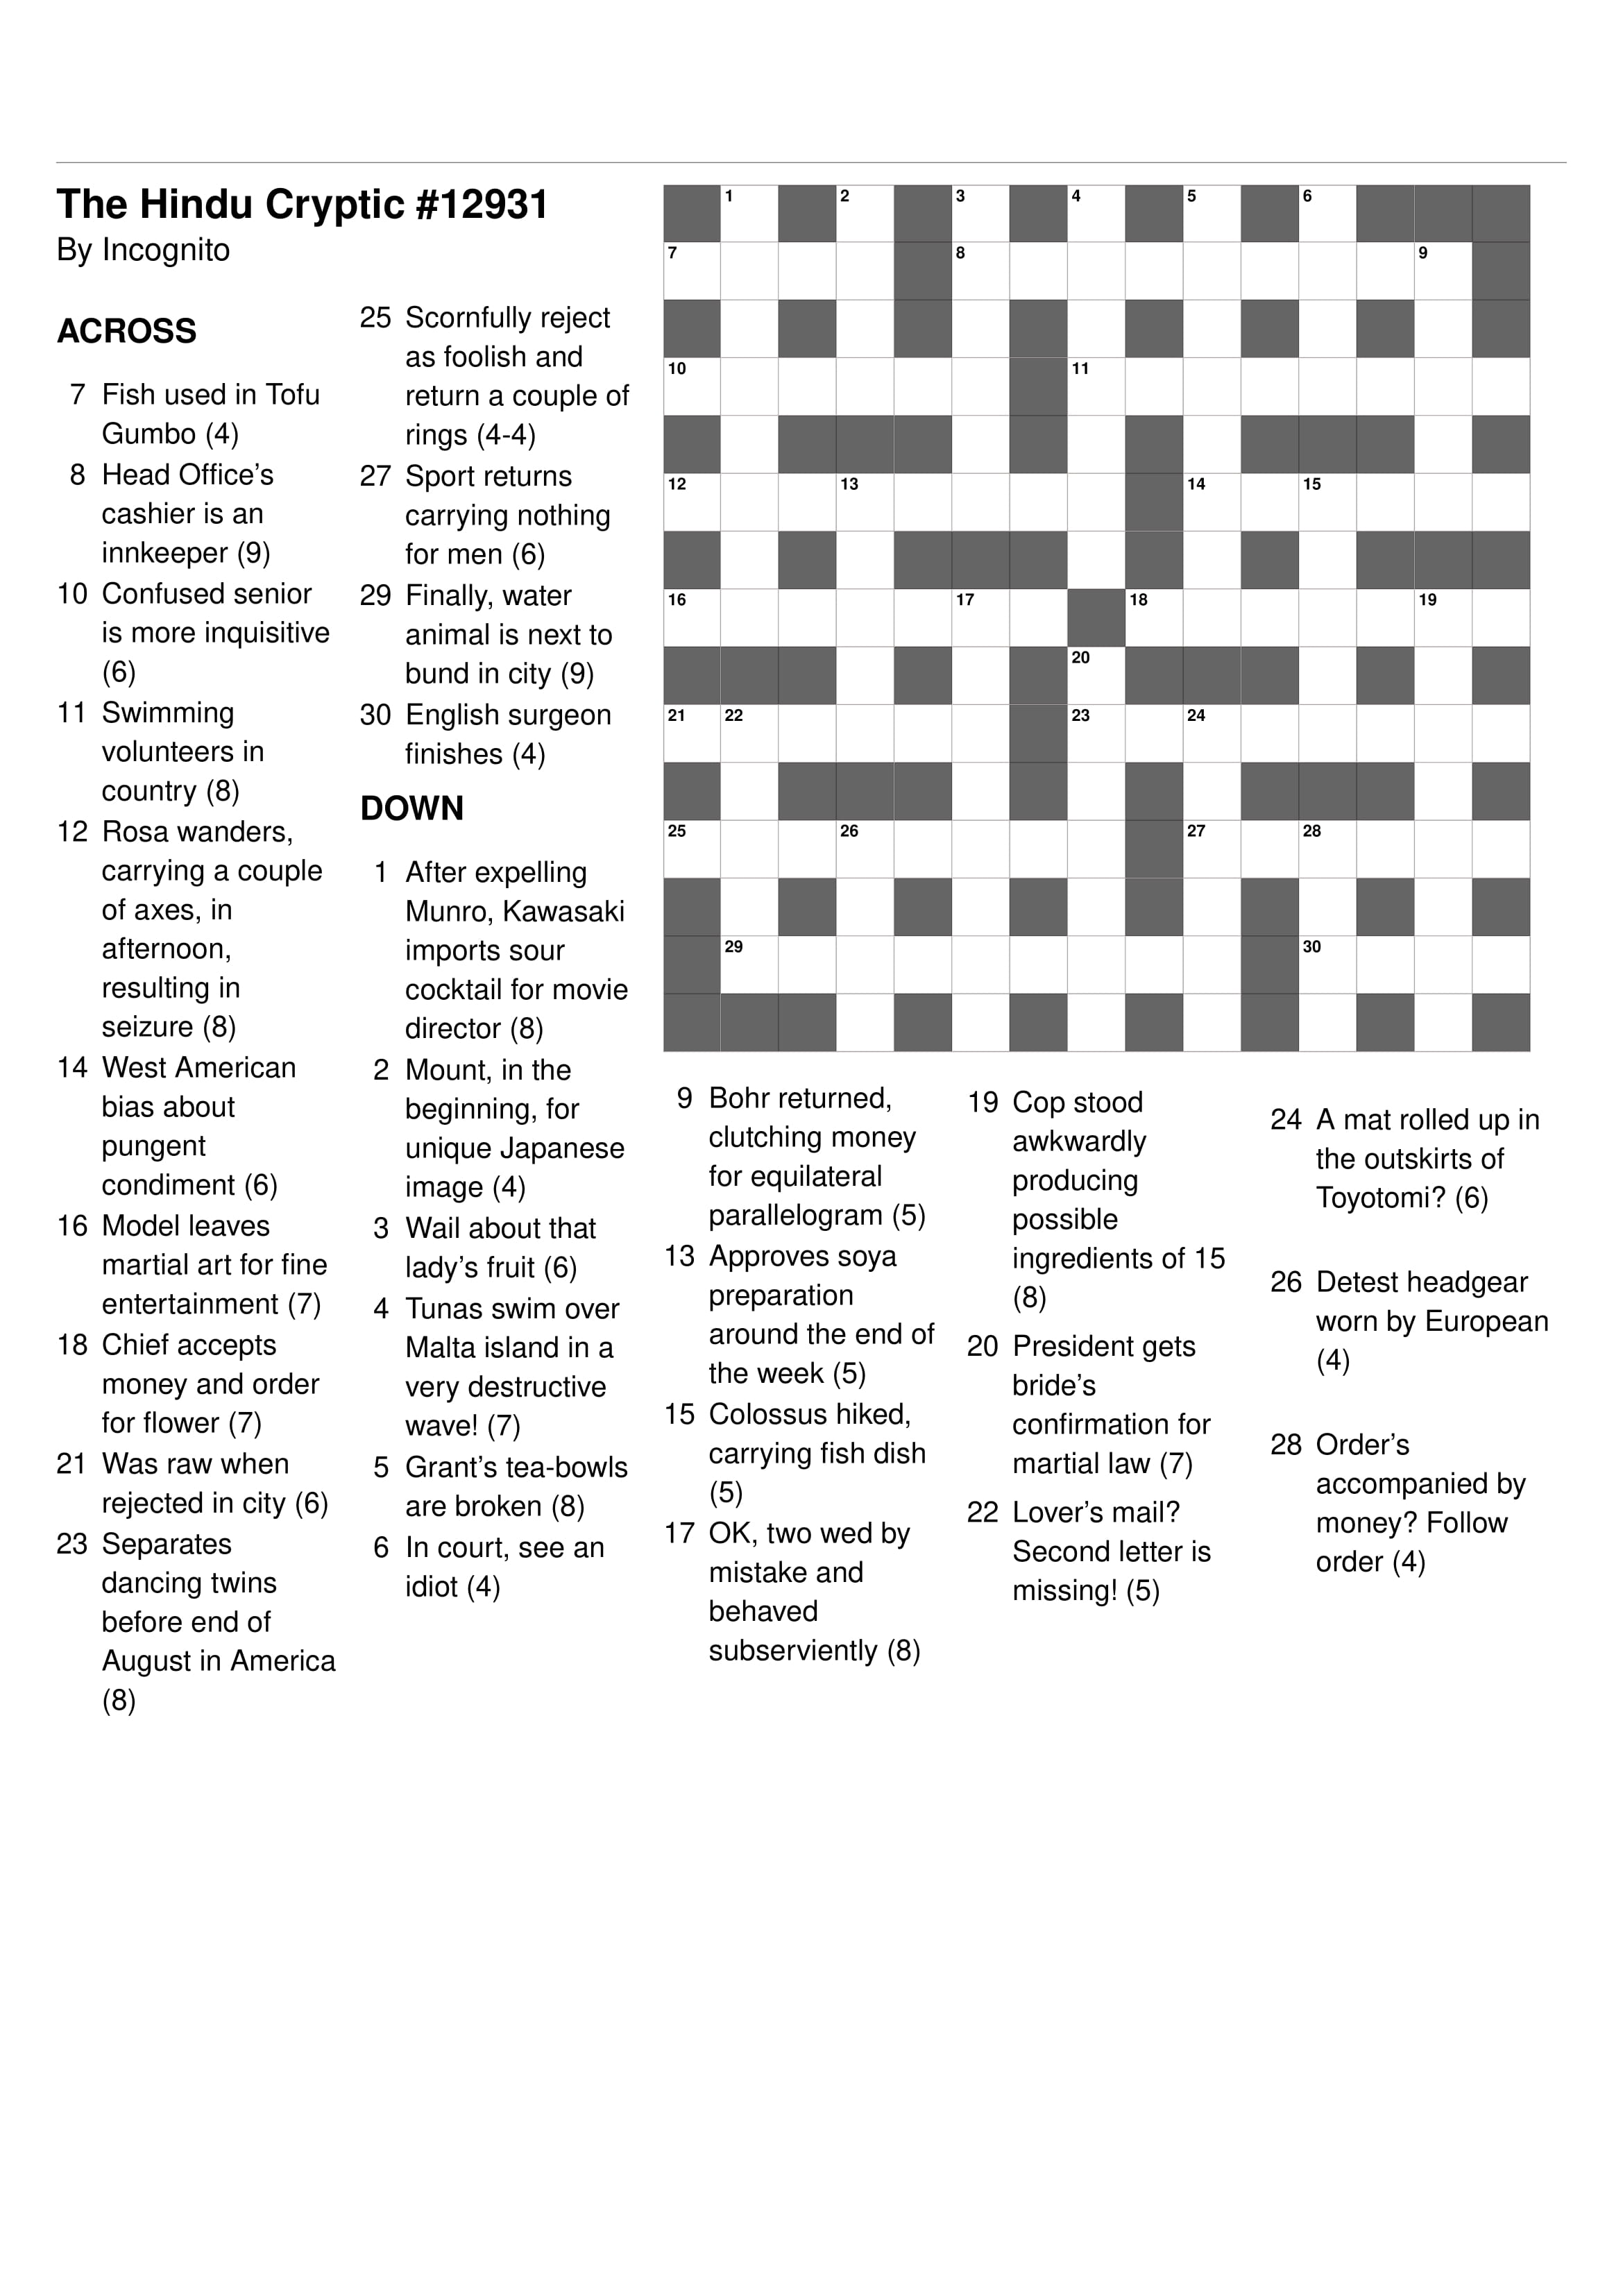 The Hindu Cryptic #12931
By Incognito
ACROSS
7 Fish used in Tofu
Gumbo (4)
8 Head Office's
cashier is an
innkeeper (9)
10 Confused senior
is more inquisitive
(6)
11 Swimming
volunteers in
country (8)
12 Rosa wanders,
carrying a couple
of axes, in
afternoon,
resulting in
seizure (8)
14 West American
bias about
pungent
condiment (6)
16 Model leaves
martial art for fine
entertainment (7)
18 Chief accepts
money and order
for flower (7)
21 Was raw when
rejected in city (6)
23 Separates
dancing twins
before end of
August in America
(8)
25 Scornfully reject
as foolish and
return a couple of
rings (4-4)
27 Sport returns
carrying nothing
for men (6)
29 Finally, water
animal is next to
bund in city (9)
30 English surgeon
finishes (4)
DOWN
1 After expelling
Munro, Kawasaki
imports sour
cocktail for movie
director (8)
2 Mount, in the
beginning, for
unique Japanese
image (4)
3 Wail about that
lady's fruit (6)
4 Tunas swim over
Malta island in a
very destructive
wave! (7)
5 Grant's tea-bowls
are broken (8)
6 In court, see an
idiot (4)
1 2 3 4 5 6
7 8 9
10 11
12 13 14 15
16 17 18 19
20
21 22 23 24
25 26 27 28
29 30
9 Bohr returned,
clutching money
for equilateral
parallelogram (5)
13 Approves soya
preparation
around the end of
the week (5)
15 Colossus hiked,
carrying fish dish
(5)
17 OK, two wed by
mistake and
behaved
subserviently (8)
19 Cop stood
awkwardly
producing
possible
ingredients of 15
(8)
20 President gets
bride's
confirmation for
martial law (7)
22 Lover's mail?
Second letter is
missing! (5)
24 A mat rolled up in
the outskirts of
Toyotomi? (6)
26 Detest headgear
worn by European
(4)
28 Order's
accompanied by
money? Follow
order (4)